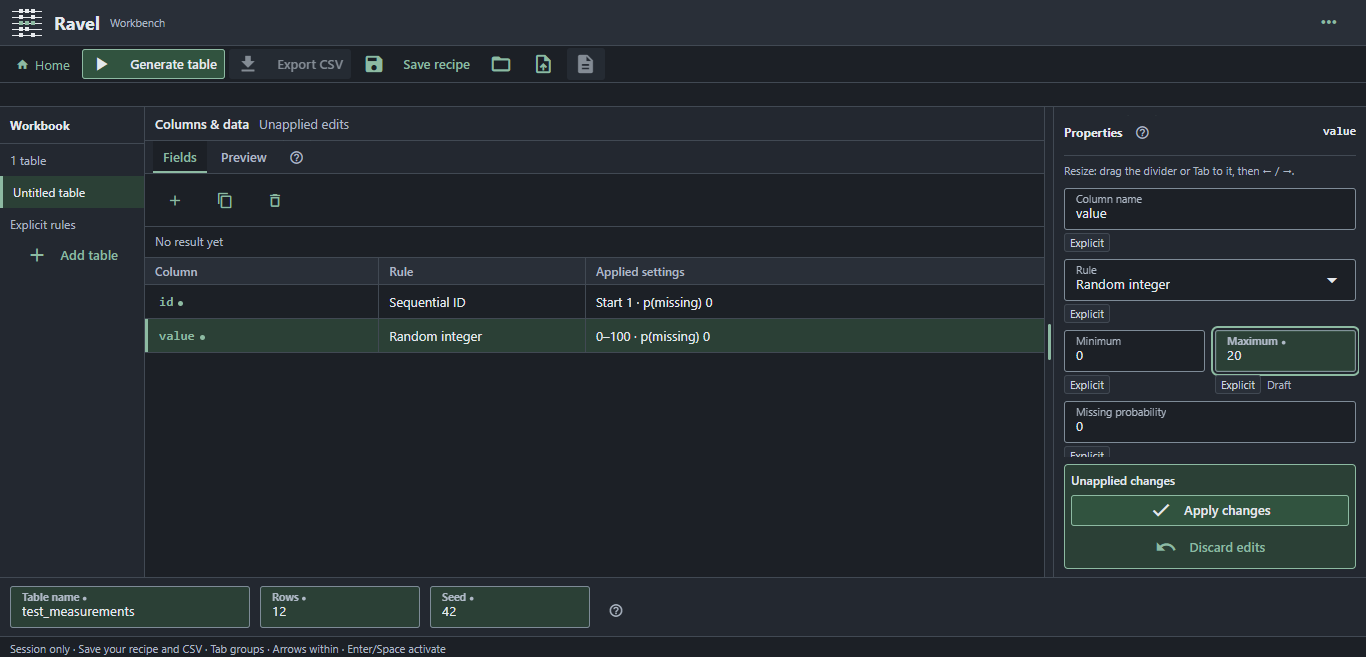 Ravel Workbench
Home Generate table Export CSV Save recipe
Workbook
1 table
Untitled table
Explicit rules
Add table
Columns & data Unapplied edits
Fields Preview
No result yet
Column Rule Applied settings
id • Sequential ID Start 1 · p(missing) 0
value • Random integer 0–100 · p(missing) 0
Properties value
Resize: drag the divider or Tab to it, then ← / →.
Column name
value
Explicit
Rule
Random integer
Explicit
Minimum
0
Explicit
Maximum •
20
Explicit Draft
Missing probability
0
Explicit
Unapplied changes
Apply changes
Discard edits
Table name •
test_measurements
Rows •
12
Seed •
42
Session only · Save your recipe and CSV · Tab groups · Arrows within · Enter/Space activate